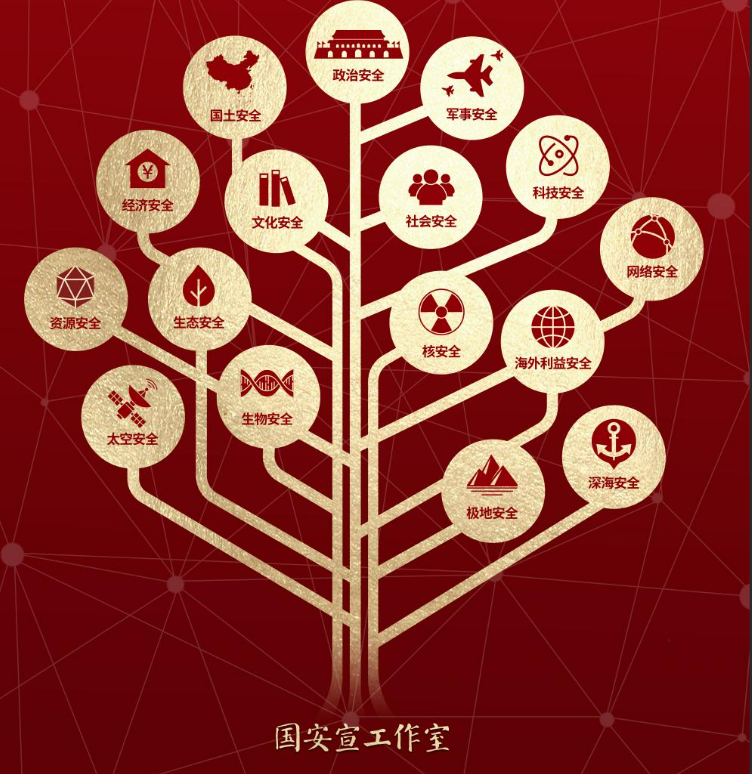 政治安全
国土安全
军事安全
¥
经济安全
文化安全
社会安全
科技安全
网络安全
资源安全
生态安全
核安全
海外利益安全
太空安全
生物安全
极地安全
深海安全
国安宣工作室